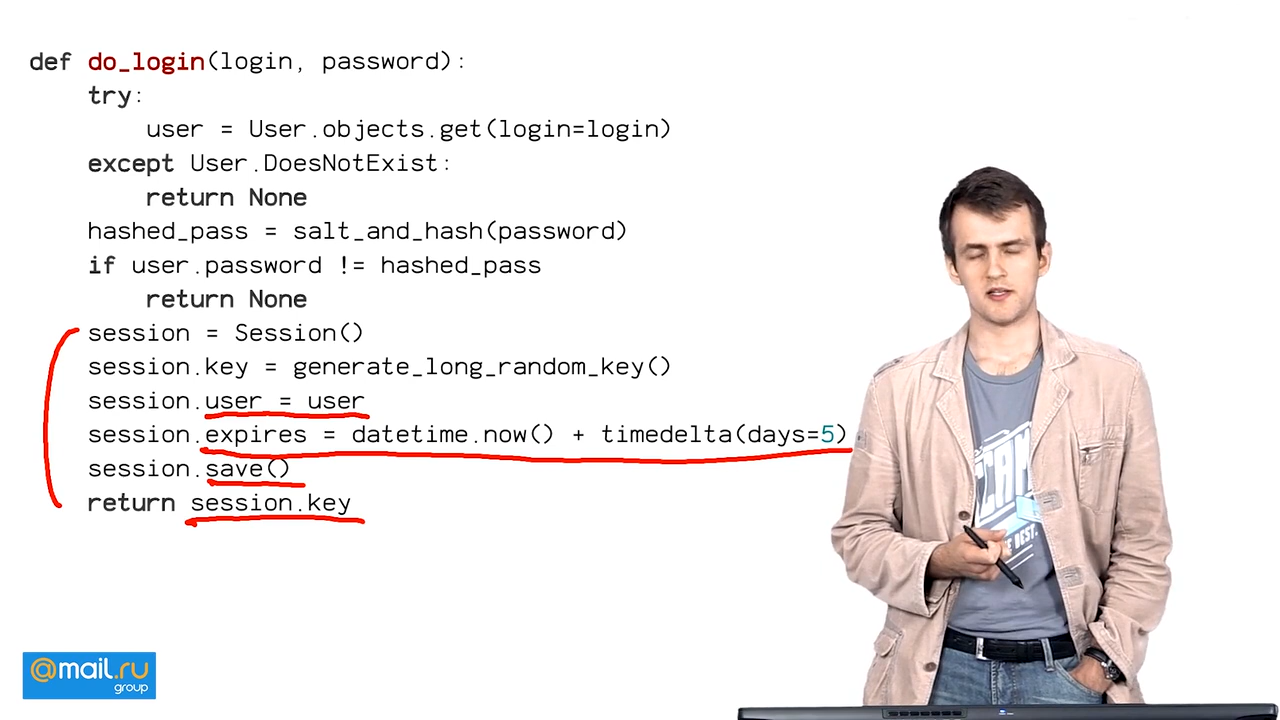 def do_login(login, password):
    try:
        user = User.objects.get(login=login)
    except User.DoesNotExist:
        return None
    hashed_pass = salt_and_hash(password)
    if user.password != hashed_pass
        return None
    session = Session()
    session.key = generate_long_random_key()
    session.user = user
    session.expires = datetime.now() + timedelta(days=5)
    session.save()
    return session.key
@mail.ru
group
BEST.